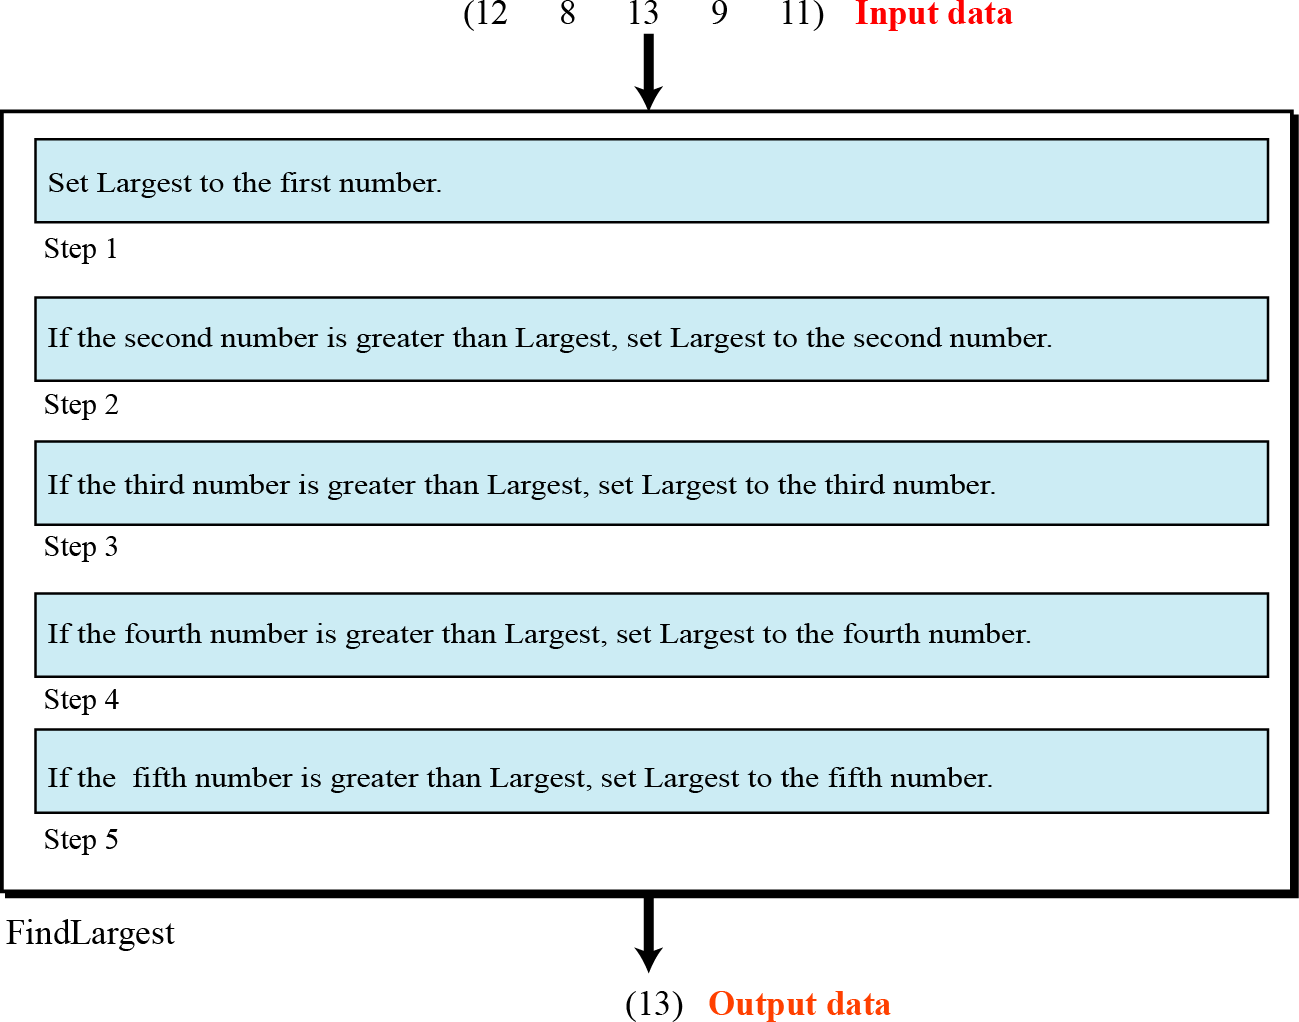 (12 8 13 9 11) Input data
Set Largest to the first number.
Step 1
If the second number is greater than Largest, set Largest to the second number.
Step 2
If the third number is greater than Largest, set Largest to the third number.
Step 3
If the fourth number is greater than Largest, set Largest to the fourth number.
Step 4
If the  fifth number is greater than Largest, set Largest to the fifth number.
Step 5
FindLargest
(13) Output data